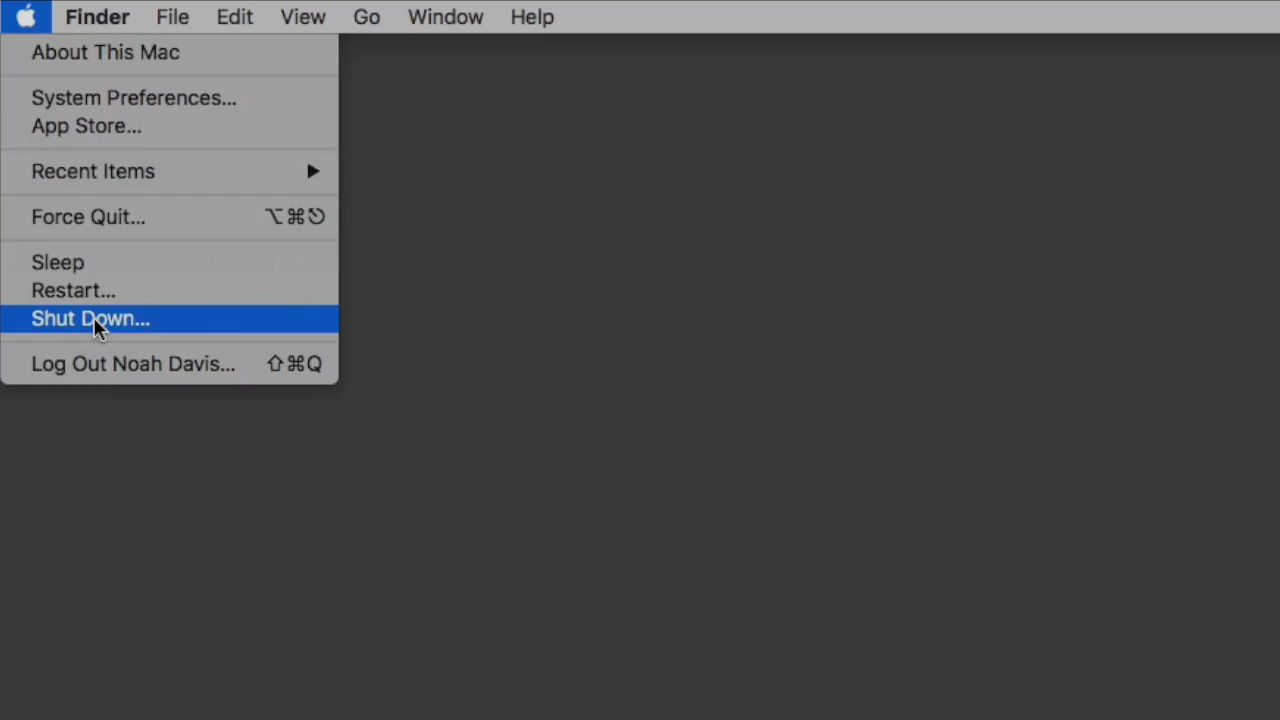 Finder File Edit View Go Window Help
About This Mac
System Preferences...
App Store...
Recent Items
Force Quit... ⌥⌘⎋
Sleep
Restart...
Shut Down...
Log Out Noah Davis... ⇧⌘Q